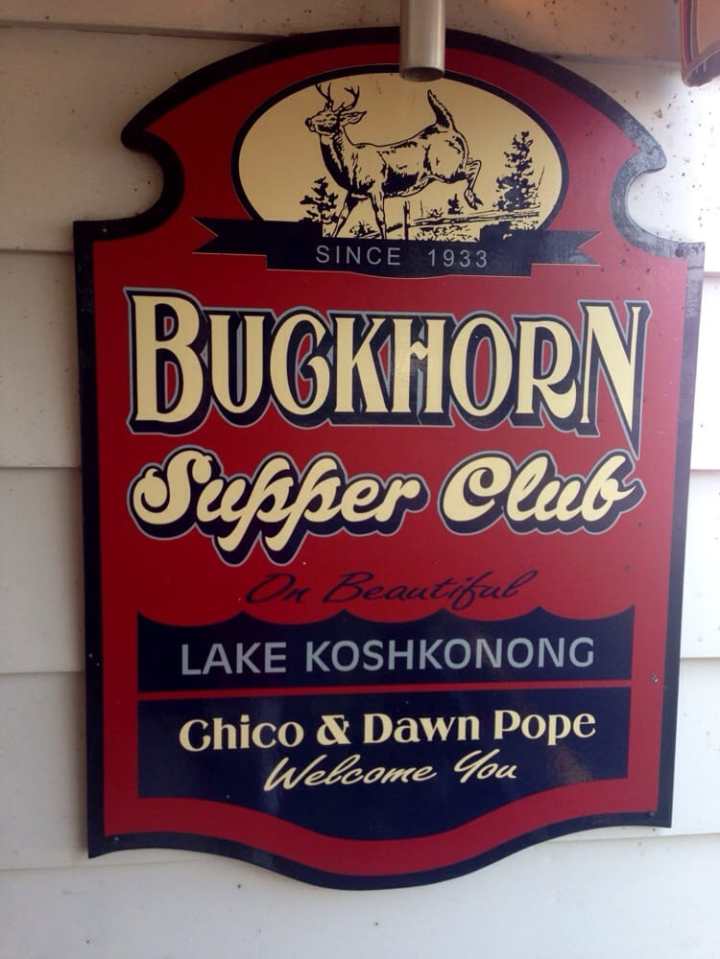 SINCE 1933
BUCKHORN
Supper Club
On Beautiful
LAKE KOSHKONONG
Chico & Dawn Pope
Welcome You